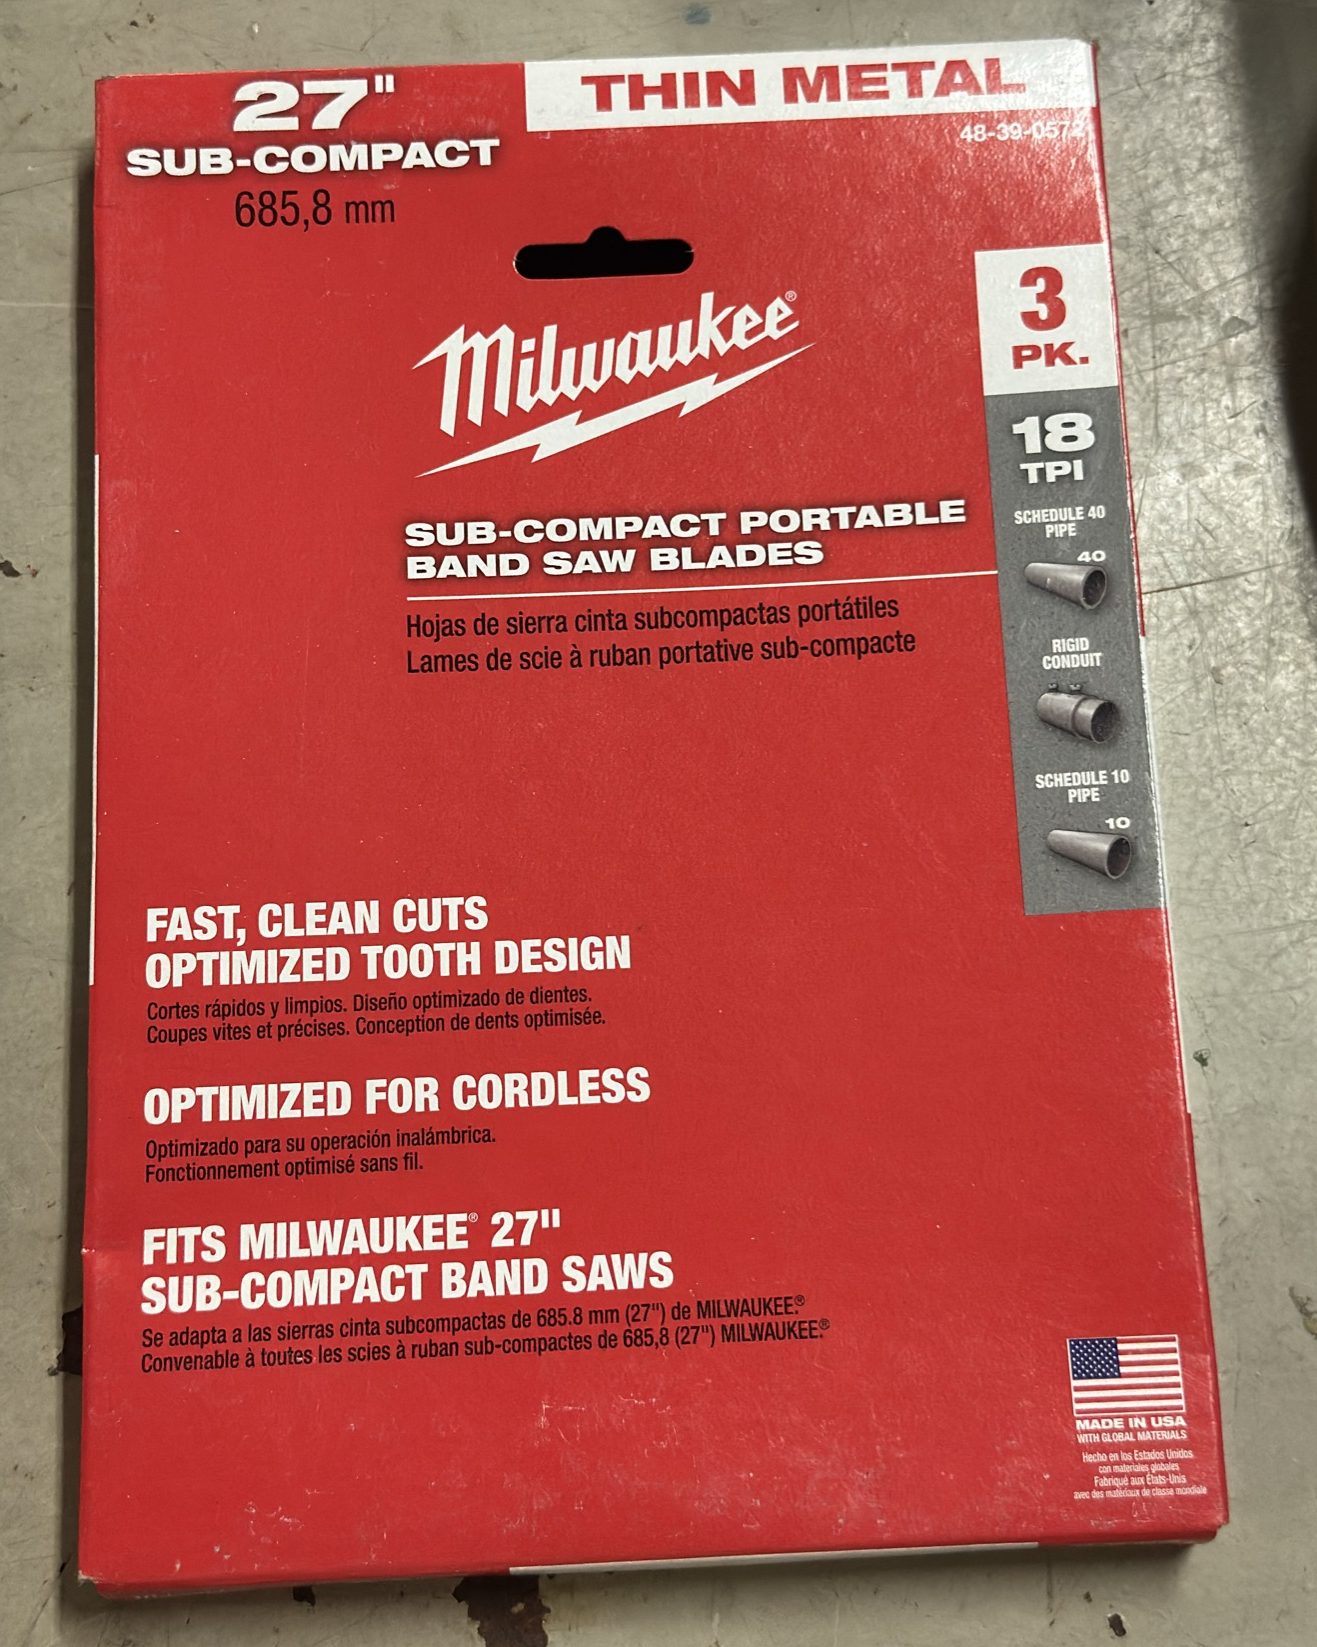 27"
SUB-COMPACT
685,8 mm
THIN METAL
48-39-0572
3
PK.
18
TPI
SCHEDULE 40
PIPE
40
RIGID
CONDUIT
SCHEDULE 10
PIPE
10
Milwaukee®
SUB-COMPACT PORTABLE
BAND SAW BLADES
Hojas de sierra cinta subcompactas portátiles
Lames de scie à ruban portative sub-compacte
FAST, CLEAN CUTS
OPTIMIZED TOOTH DESIGN
Cortes rápidos y limpios. Diseño optimizado de dientes.
Coupes vites et précises. Conception de dents optimisée.
OPTIMIZED FOR CORDLESS
Optimizado para su operación inalámbrica.
Fonctionnement optimisé sans fil.
FITS MILWAUKEE® 27"
SUB-COMPACT BAND SAWS
Se adapta a las sierras cinta subcompactas de 685.8 mm (27") de MILWAUKEE®.
Convenable à toutes les scies à ruban sub-compactes de 685,8 (27") MILWAUKEE®.
MADE IN USA
WITH GLOBAL MATERIALS
Hecho en los Estados Unidos
con materiales globales
Fabriqué aux États-Unis
avec des matériaux de classe mondiale